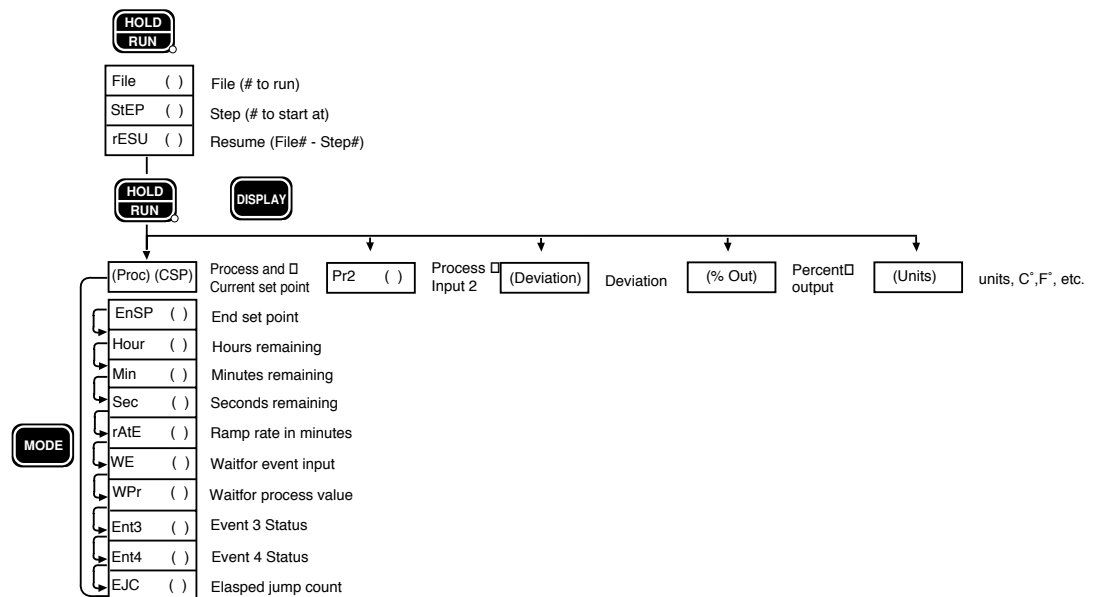 HOLD
RUN
File ( ) File (# to run)
StEP ( ) Step (# to start at)
rESU ( ) Resume (File# - Step#)
HOLD
RUN
DISPLAY
(Proc) (CSP) Process and □
Current set point
Pr2 ( ) Process □
Input 2
(Deviation) Deviation
(% Out) Percent□
output
(Units) units, C°,F°, etc.
EnSP ( ) End set point
Hour ( ) Hours remaining
Min ( ) Minutes remaining
Sec ( ) Seconds remaining
rAtE ( ) Ramp rate in minutes
MODE
WE ( ) Waitfor event input
WPr ( ) Waitfor process value
Ent3 ( ) Event 3 Status
Ent4 ( ) Event 4 Status
EJC ( ) Elasped jump count